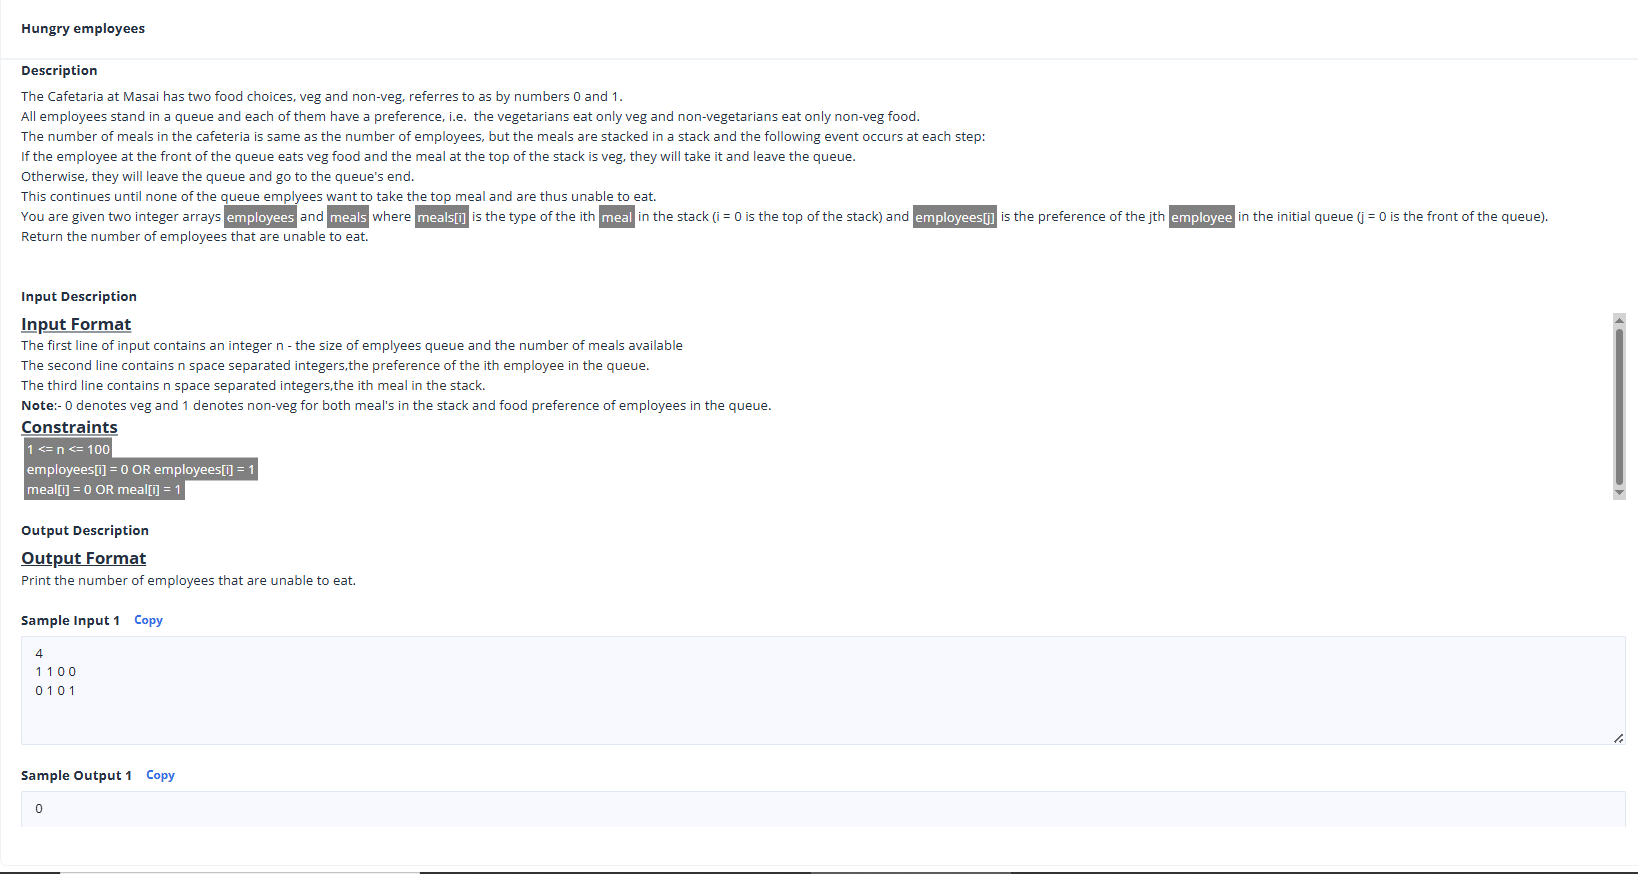 Hungry employees
Description
The Cafetaria at Masai has two food choices, veg and non-veg, referres to as by numbers 0 and 1.
All employees stand in a queue and each of them have a preference, i.e.  the vegetarians eat only veg and non-vegetarians eat only non-veg food.
The number of meals in the cafeteria is same as the number of employees, but the meals are stacked in a stack and the following event occurs at each step:
If the employee at the front of the queue eats veg food and the meal at the top of the stack is veg, they will take it and leave the queue.
Otherwise, they will leave the queue and go to the queue's end.
This continues until none of the queue emplyees want to take the top meal and are thus unable to eat.
You are given two integer arrays employees and meals where meals[i] is the type of the ith meal in the stack (i = 0 is the top of the stack) and employees[j] is the preference of the jth employee in the initial queue (j = 0 is the front of the queue).
Return the number of employees that are unable to eat.
Input Description
Input Format
The first line of input contains an integer n - the size of emplyees queue and the number of meals available
The second line contains n space separated integers,the preference of the ith employee in the queue.
The third line contains n space separated integers,the ith meal in the stack.
Note:- 0 denotes veg and 1 denotes non-veg for both meal's in the stack and food preference of employees in the queue.
Constraints
1 <= n <= 100
employees[i] = 0 OR employees[i] = 1
meal[i] = 0 OR meal[i] = 1
Output Description
Output Format
Print the number of employees that are unable to eat.
Sample Input 1 Copy
4
1 1 0 0
0 1 0 1
Sample Output 1 Copy
0